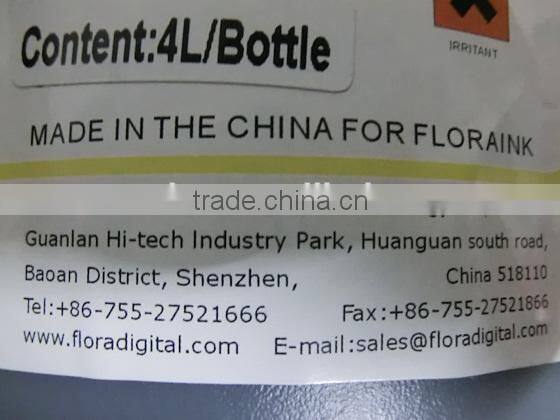 Content:4L/Bottle
IRRITANT
MADE IN THE CHINA FOR FLORAINK
trade.china.cn
Guanlan Hi-tech Industry Park, Huanguan south road,
Baoan District, Shenzhen, China 518110
Tel:+86-755-27521666 Fax:+86-755-27521866
www.floradigital.com E-mail:sales@floradigital.com